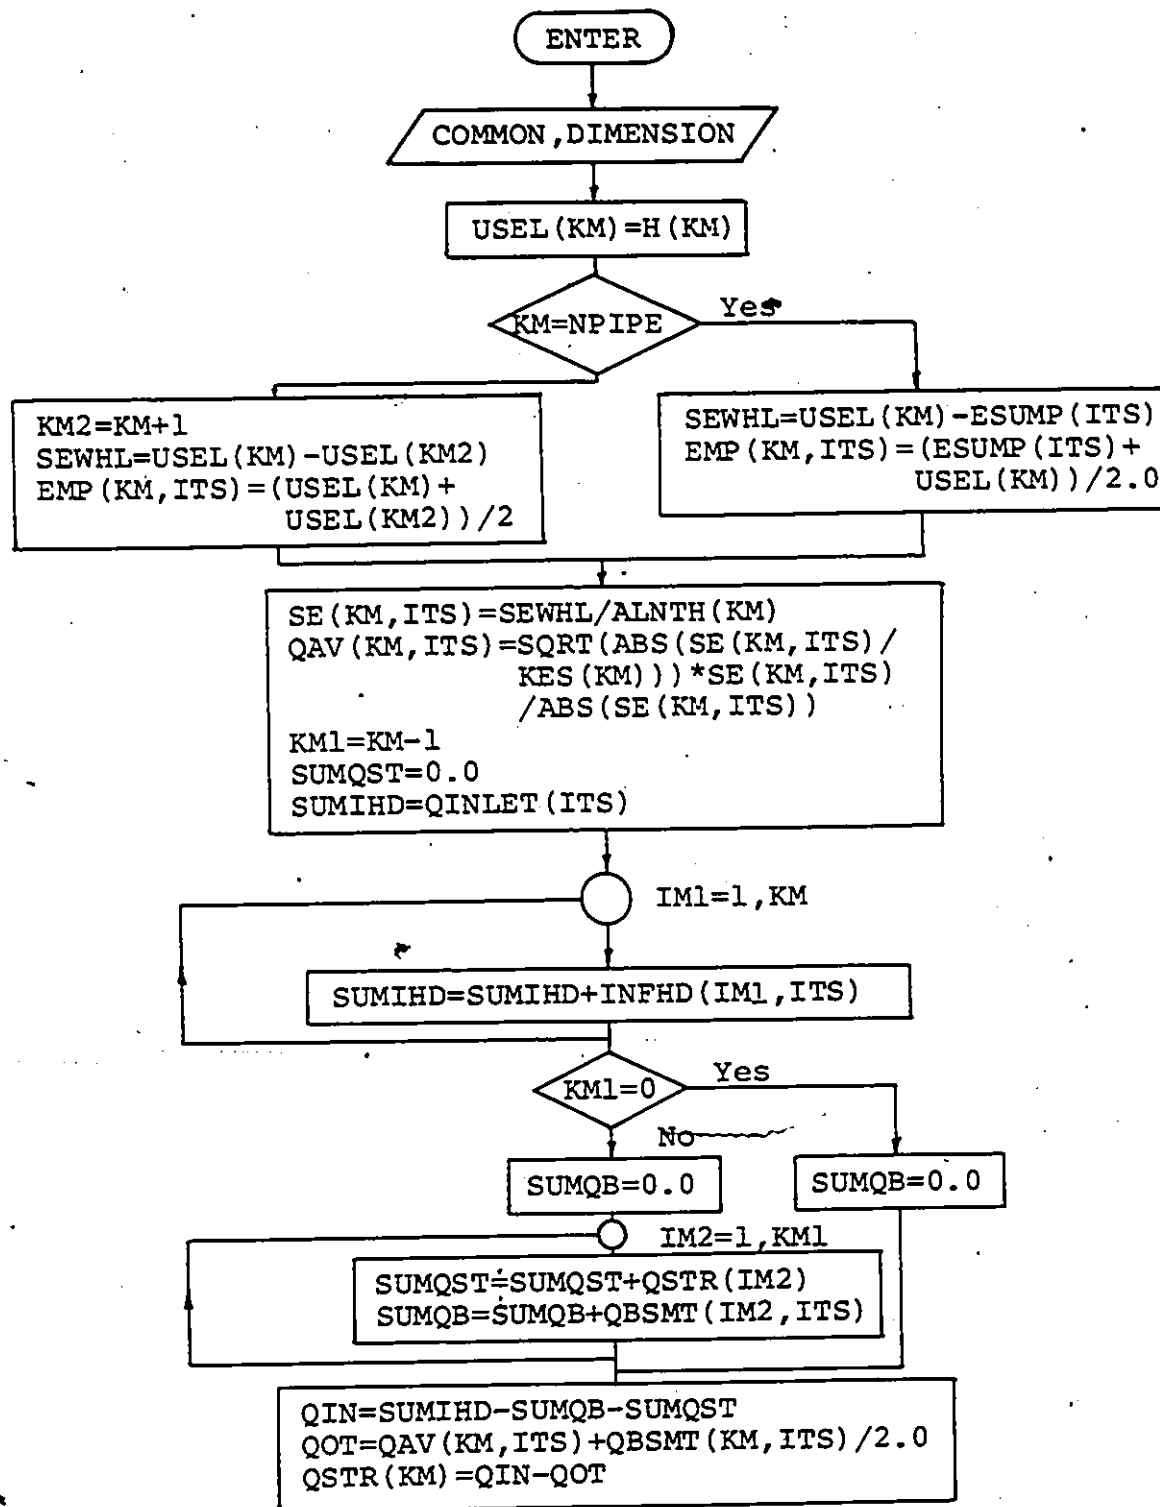 ENTER
COMMON,DIMENSION
USEL(KM)=H(KM)
KM=NPIPE
Yes
KM2=KM+1
SEWHL=USEL(KM)-USEL(KM2)
EMP(KM,ITS)=(USEL(KM)+
USEL(KM2))/2
SEWHL=USEL(KM)-ESUMP(ITS)
EMP(KM,ITS)=(ESUMP(ITS)+
USEL(KM))/2.0
SE(KM,ITS)=SEWHL/ALNTH(KM)
QAV(KM,ITS)=SQRT(ABS(SE(KM,ITS)/
KES(KM)))*SE(KM,ITS)
/ABS(SE(KM,ITS))
KM1=KM-1
SUMQST=0.0
SUMIHD=QINLET(ITS)
IM1=1,KM
SUMIHD=SUMIHD+INFHD(IM1,ITS)
KM1=0
Yes
No
SUMQB=0.0
SUMQB=0.0
IM2=1,KM1
SUMQST=SUMQST+QSTR(IM2)
SUMQB=SUMQB+QBSMT(IM2,ITS)
QIN=SUMIHD-SUMQB-SUMQST
QOT=QAV(KM,ITS)+QBSMT(KM,ITS)/2.0
QSTR(KM)=QIN-QOT